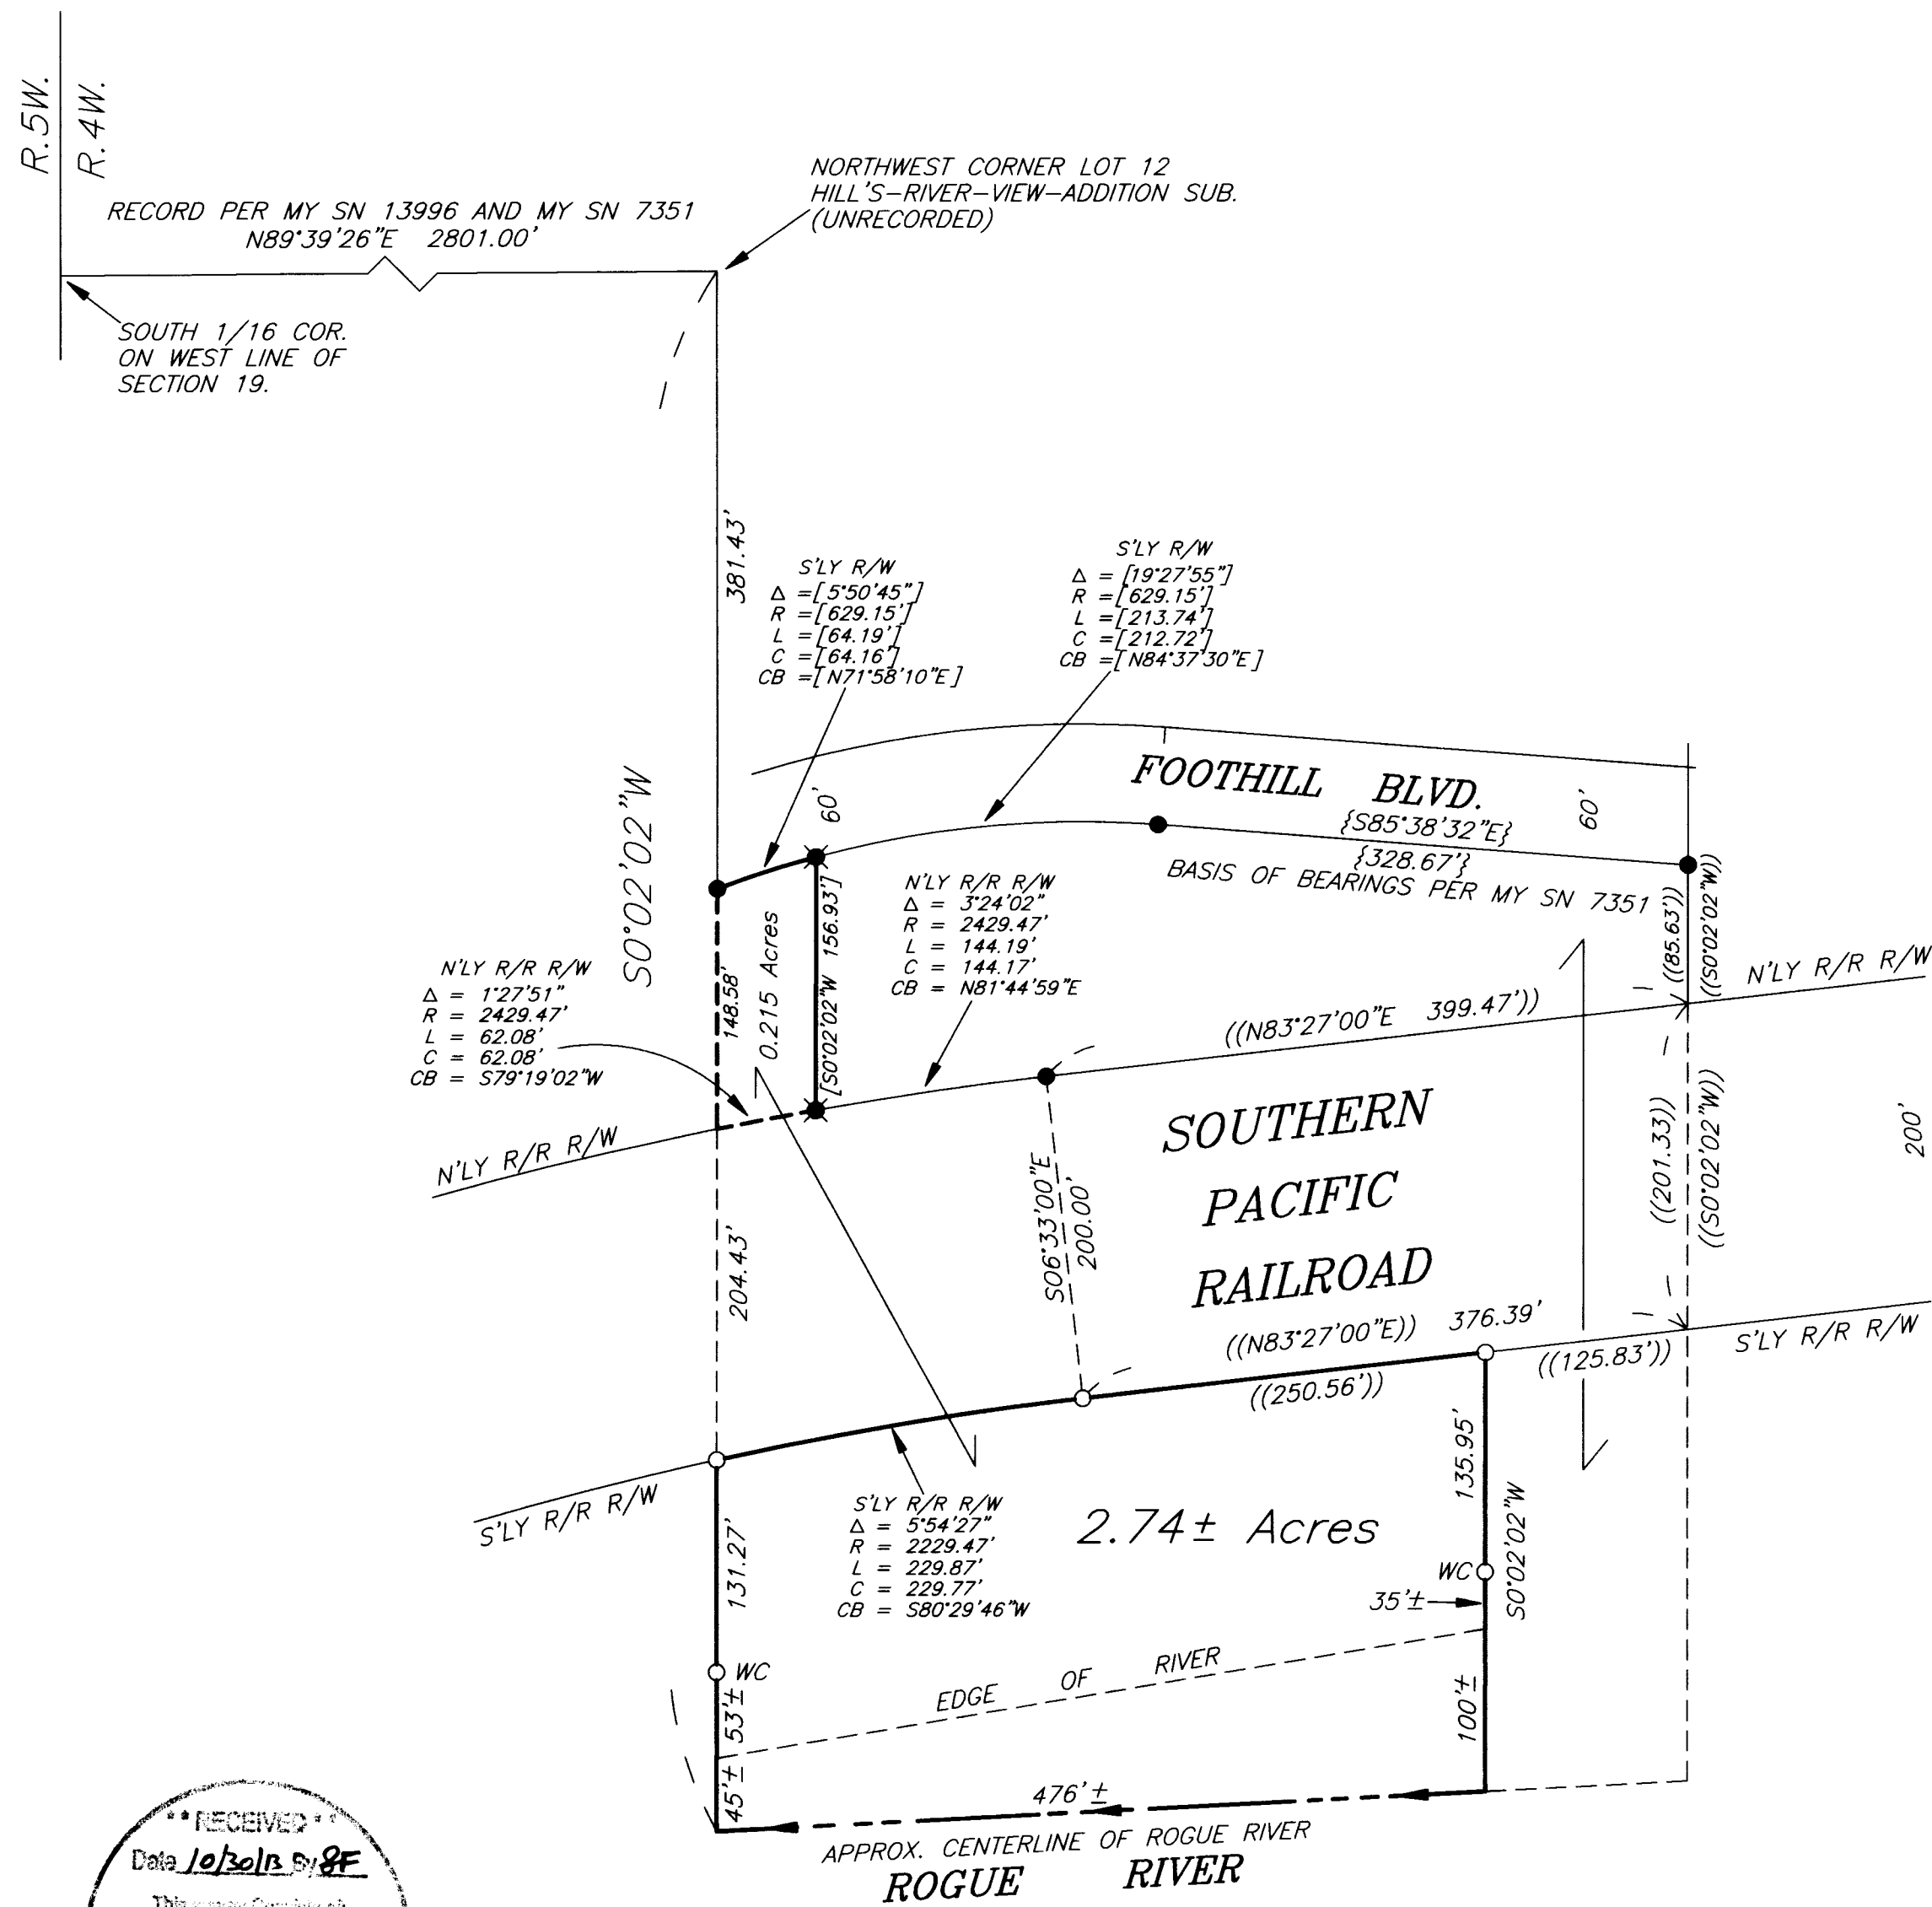 R.5W.
R.4W.
RECORD PER MY SN 13996 AND MY SN 7351
N89°39'26"E 2801.00'
NORTHWEST CORNER LOT 12
HILL'S-RIVER-VIEW-ADDITION SUB.
(UNRECORDED)
SOUTH 1/16 COR.
ON WEST LINE OF
SECTION 19.
381.43'
S0°02'02"W
S'LY R/W
Δ =[5°50'45"]
R =[629.15']
L =[64.19']
C =[64.16']
CB =[N71°58'10"E]
S'LY R/W
Δ = [19°27'55"]
R =[629.15']
L =[213.74']
C =[212.72']
CB =[N84°37'30"E]
FOOTHILL BLVD.
60'
60'
{S85°38'32"E}
{328.67'}
BASIS OF BEARINGS PER MY SN 7351
((85.63'))
((S0°02'02"W))
148.58'
0.215 Acres
[S0°02'02"W 156.93']
N'LY R/R R/W
Δ = 3°24'02"
R = 2429.47'
L = 144.19'
C = 144.17'
CB = N81°44'59"E
N'LY R/R R/W
Δ = 1°27'51"
R = 2429.47'
L = 62.08'
C = 62.08'
CB = S79°19'02"W
N'LY R/R R/W
((N83°27'00"E 399.47'))
N'LY R/R R/W
SOUTHERN
PACIFIC
RAILROAD
S06°33'00"E
200.00'
((201.33'))
((S0°02'02"W))
200'
204.43'
((N83°27'00"E)) 376.39'
((250.56'))
((125.83'))
S'LY R/R R/W
S'LY R/R R/W
S'LY R/R R/W
Δ = 5°54'27"
R = 2229.47'
L = 229.87'
C = 229.77'
CB = S80°29'46"W
2.74± Acres
135.95'
S0°02'02"W
WC
35'±
100'±
131.27'
WC
53'±
45'±
EDGE OF RIVER
476'±
APPROX. CENTERLINE OF ROGUE RIVER
ROGUE RIVER
** RECEIVED **
Date 10/30/13 By